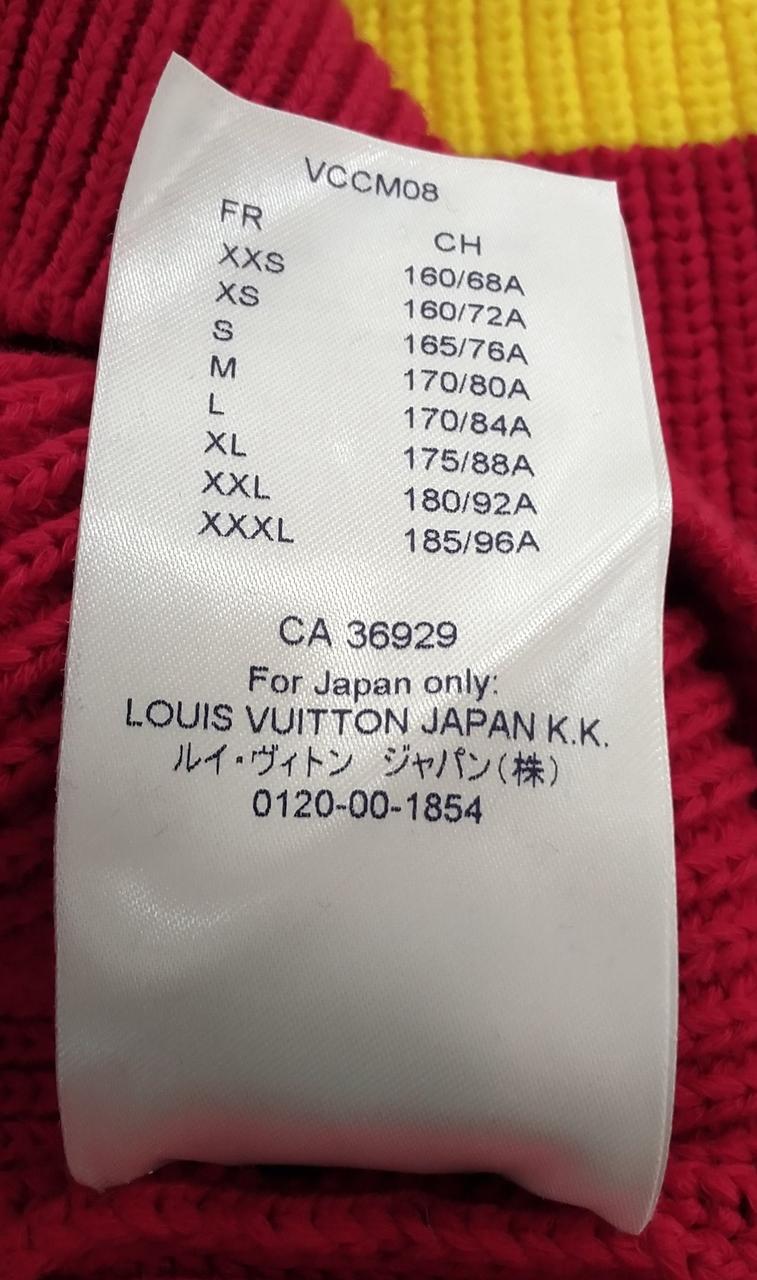 VCCM08
FR CH
XXS 160/68A
XS 160/72A
S 165/76A
M 170/80A
L 170/84A
XL 175/88A
XXL 180/92A
XXXL 185/96A
CA 36929
For Japan only:
LOUIS VUITTON JAPAN K.K.
ルイ・ヴィトン ジャパン(株)
0120-00-1854